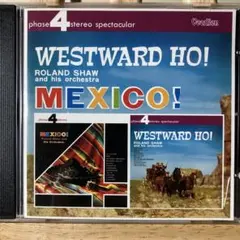 phase 4 stereo spectacular
Ovation
WESTWARD HO!
ROLAND SHAW
and his orchestra
MEXICO!
4
phase 4 stereo spectacular
MEXICO!
WESTWARD HO!
ROLAND SHAW
and his orchestra